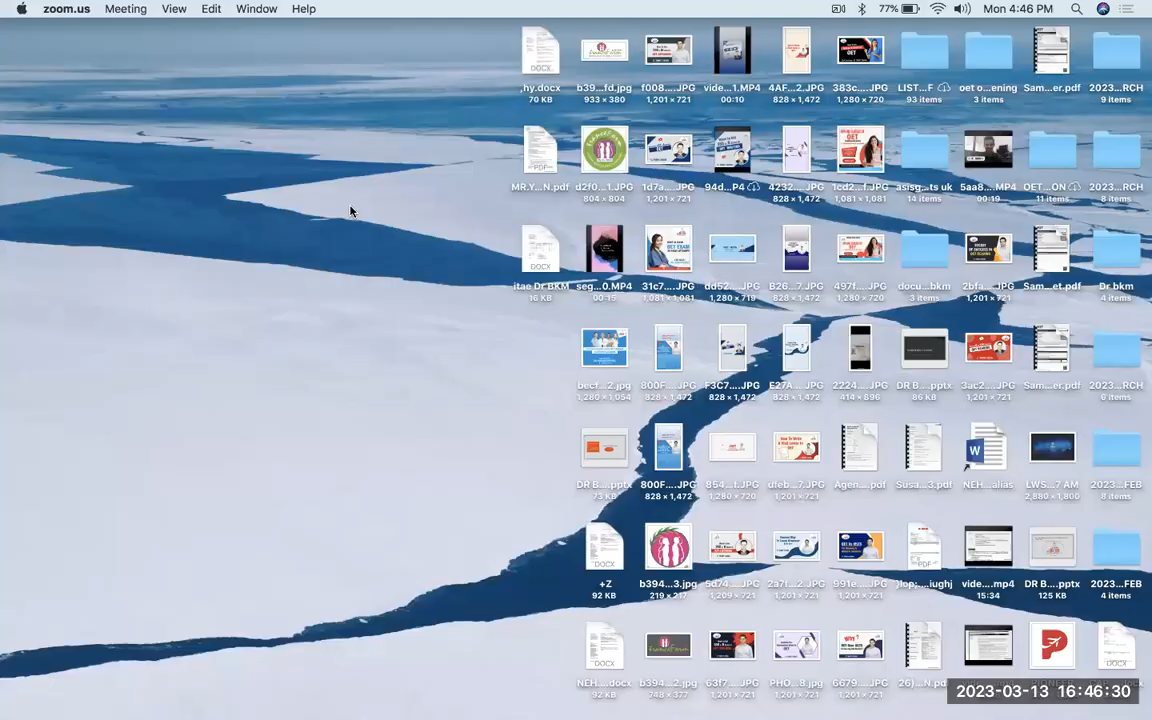 zoom.us Meeting View Edit Window Help 77% Mon 4:46 PM
,hy.docx b39...fd.jpg f008....JPG vide...1.MP4 4AF...2.JPG 383c....JPG LIST...F oet o...ening Sam...er.pdf 2023...RCH
70 KB 933 × 380 1,201 × 721 00:10 828 × 1,472 1,280 × 720 93 items 3 items 9 items
MR.Y...N.pdf d2f0...1.JPG 1d7a....JPG 94d...P4 4232...JPG 1cd2...f.JPG asisg...ts uk 5aa8....MP4 OET...ON 2023...RCH
804 × 804 1,201 × 721 828 × 1,472 1,081 × 1,081 14 items 00:19 11 items 8 items
itae Dr BKM seg...0.MP4 31c7....JPG dd52....JPG B26...7.JPG 497f....JPG docu...bkm 2bfa....JPG Sam...et.pdf Dr bkm
16 KB 00:15 1,081 × 1,081 1,280 × 719 828 × 1,472 1,280 × 720 3 items 1,201 × 721 4 items
becf...2.jpg 800F....JPG F3C7....JPG E27A....JPG 2224....JPG DR B....pptx 3ac2....JPG Sam...er.pdf 2023...RCH
1,280 × 1,054 828 × 1,472 828 × 1,472 828 × 1,472 414 × 896 86 KB 1,201 × 721 6 items
DR B....pptx 800F....JPG 854...f.JPG dfeb...7.JPG Agen....pdf Susa...3.pdf NEH...alias LWS...7 AM 2023...FEB
73 KB 828 × 1,472 1,280 × 720 1,201 × 721 2,880 × 1,800 8 items
+Z b394...3.jpg 5d74....JPG 2a7f...2.JPG 991e....JPG vide....mp4 DR B....pptx 2023...FEB
92 KB 219 × 217 1,209 × 721 1,201 × 721 1,201 × 721 15:34 125 KB 4 items
NEH....docx b394...2.jpg 63f7....JPG PHO...8.jpg 6679....JPG 26)...N.pdf
92 KB 748 × 377 1,201 × 721 1,201 × 721 1,201 × 721
2023-03-13 16:46:30